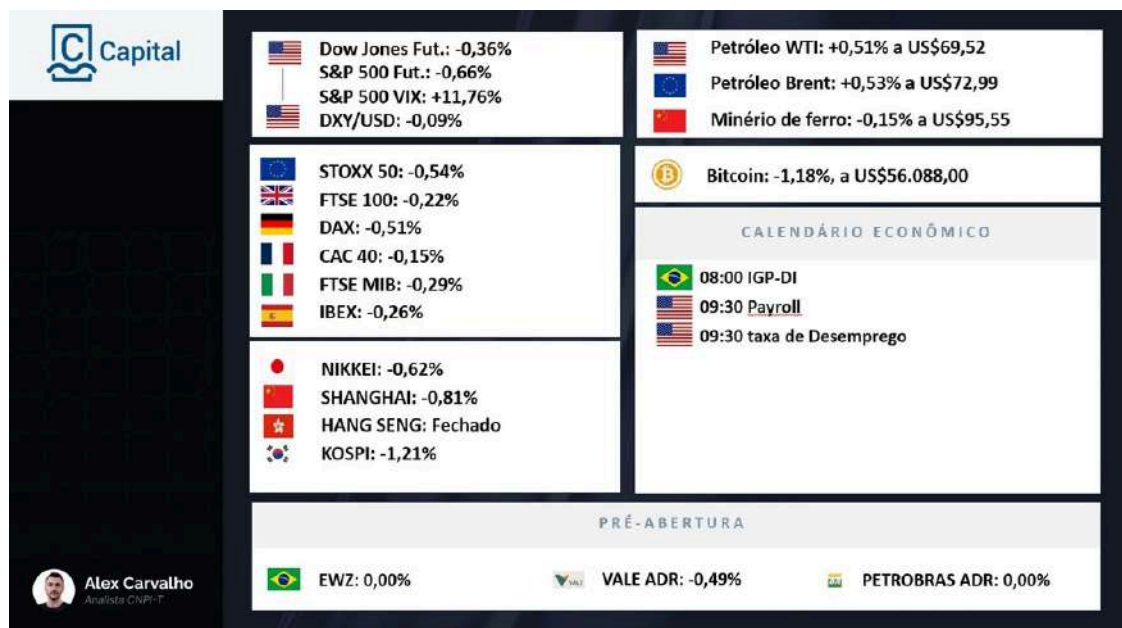 Capital
Dow Jones Fut.: -0,36%
S&P 500 Fut.: -0,66%
S&P 500 VIX: +11,76%
DXY/USD: -0,09%
STOXX 50: -0,54%
FTSE 100: -0,22%
DAX: -0,51%
CAC 40: -0,15%
FTSE MIB: -0,29%
IBEX: -0,26%
NIKKEI: -0,62%
SHANGHAI: -0,81%
HANG SENG: Fechado
KOSPI: -1,21%
Petróleo WTI: +0,51% a US$69,52
Petróleo Brent: +0,53% a US$72,99
Minério de ferro: -0,15% a US$95,55
Bitcoin: -1,18%, a US$56.088,00
CALENDÁRIO ECONÔMICO
08:00 IGP-DI
09:30 Payroll
09:30 taxa de Desemprego
PRÉ-ABERTURA
EWZ: 0,00%
VALE
VALE ADR: -0,49%
PETROBRAS ADR: 0,00%
Alex Carvalho
Analista CNPI-T